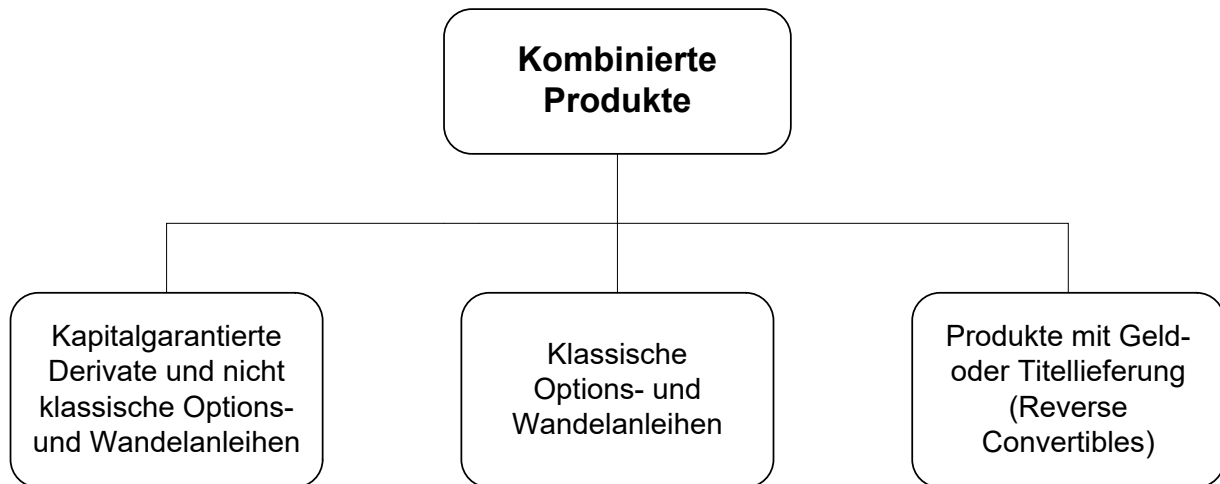 Kombinierte
Produkte
Kapitalgarantierte
Derivate und nicht
klassische Options-
und Wandelanleihen
Klassische
Options- und
Wandelanleihen
Produkte mit Geld-
oder Titellieferung
(Reverse
Convertibles)